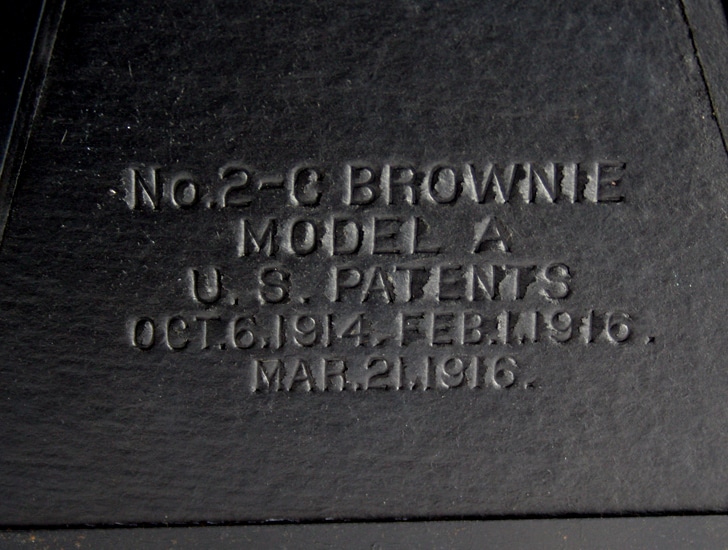 No. 2-C BROWNIE
MODEL A
U. S. PATENTS
OCT. 6. 1914. FEB. 1. 1916.
MAR. 21. 1916.